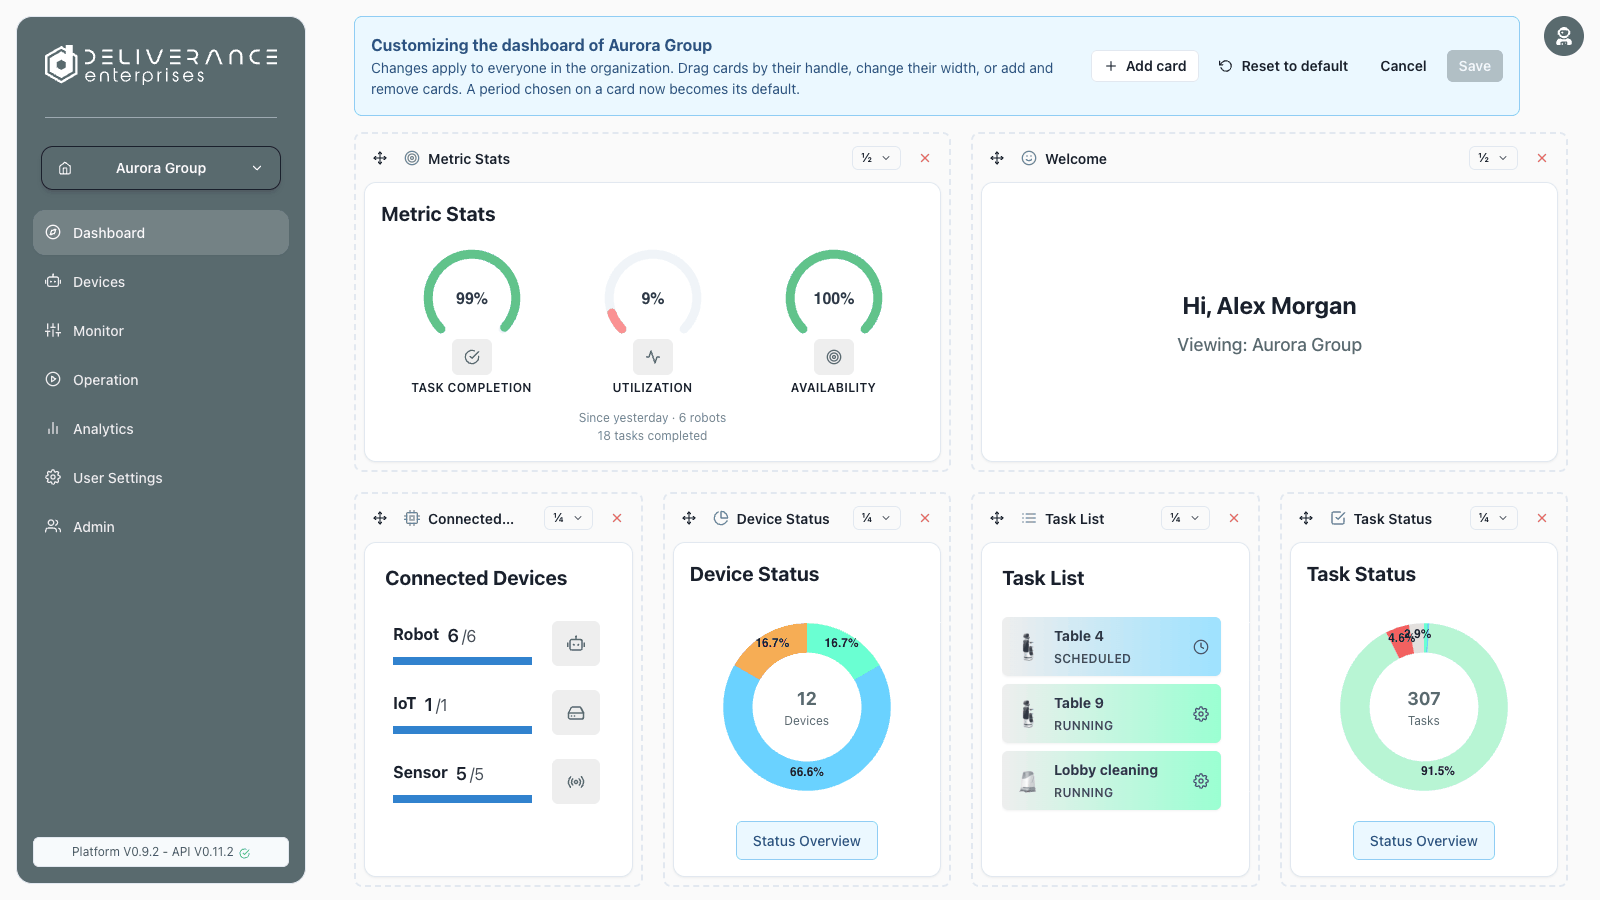 DELIVERANCE
enterprises
Aurora Group
Dashboard
Devices
Monitor
Operation
Analytics
User Settings
Admin
Platform V0.9.2 - API V0.11.2
Customizing the dashboard of Aurora Group
Changes apply to everyone in the organization. Drag cards by their handle, change their width, or add and
remove cards. A period chosen on a card now becomes its default.
Add card
Reset to default
Cancel
Save
Metric Stats
½
Metric Stats
99%
9%
100%
TASK COMPLETION
UTILIZATION
AVAILABILITY
Since yesterday · 6 robots
18 tasks completed
Welcome
½
Hi, Alex Morgan
Viewing: Aurora Group
Connected...
¼
Connected Devices
Robot 6/6
IoT 1/1
Sensor 5/5
Device Status
¼
Device Status
16.7%
16.7%
12
Devices
66.6%
Status Overview
Task List
¼
Task List
Table 4
SCHEDULED
Table 9
RUNNING
Lobby cleaning
RUNNING
Task Status
¼
Task Status
4.6%
2.9%
307
Tasks
91.5%
Status Overview